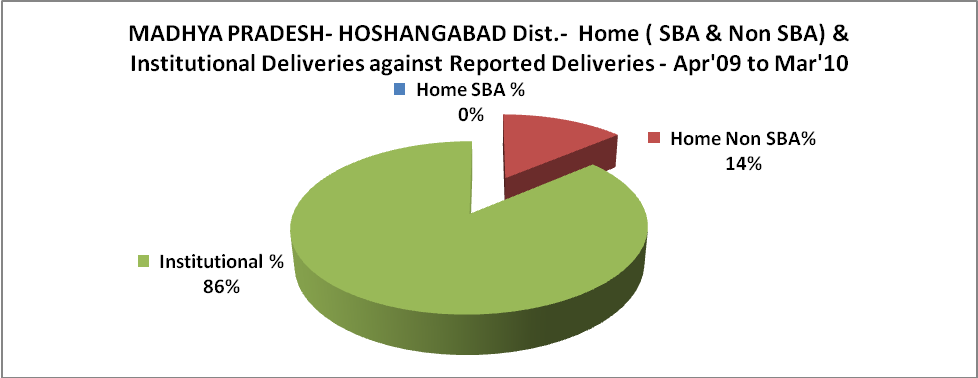 MADHYA PRADESH- HOSHANGABAD Dist.- Home ( SBA & Non SBA) &
Institutional Deliveries against Reported Deliveries - Apr'09 to Mar'10
Home SBA %
0%
Home Non SBA%
14%
Institutional %
86%